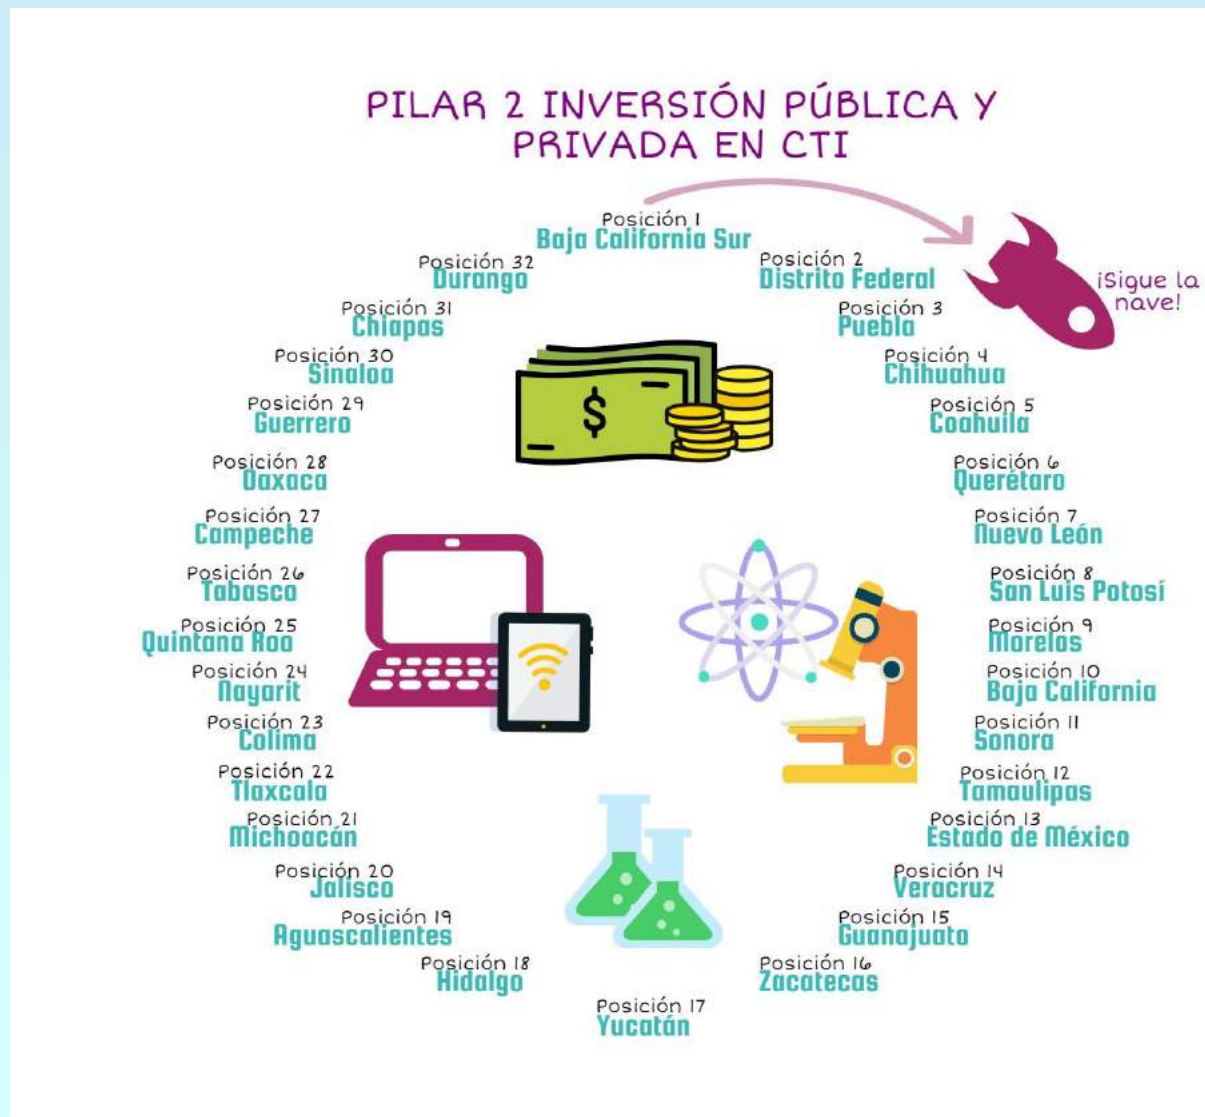 PILAR 2 INVERSIÓN PÚBLICA Y
PRIVADA EN CTI
¡Sigue la
nave!
Posición 1
Baja California Sur
Posición 2
Distrito Federal
Posición 3
Puebla
Posición 4
Chihuahua
Posición 5
Coahuila
Posición 6
Querétaro
Posición 7
Nuevo León
Posición 8
San Luis Potosí
Posición 9
Morelos
Posición 10
Baja California
Posición 11
Sonora
Posición 12
Tamaulipas
Posición 13
Estado de México
Posición 14
Veracruz
Posición 15
Guanajuato
Posición 16
Zacatecas
Posición 17
Yucatán
Posición 18
Hidalgo
Posición 19
Aguascalientes
Posición 20
Jalisco
Posición 21
Michoacán
Posición 22
Tlaxcala
Posición 23
Colima
Posición 24
Nayarit
Posición 25
Quintana Roo
Posición 26
Tabasco
Posición 27
Campeche
Posición 28
Oaxaca
Posición 29
Guerrero
Posición 30
Sinaloa
Posición 31
Chiapas
Posición 32
Durango
$